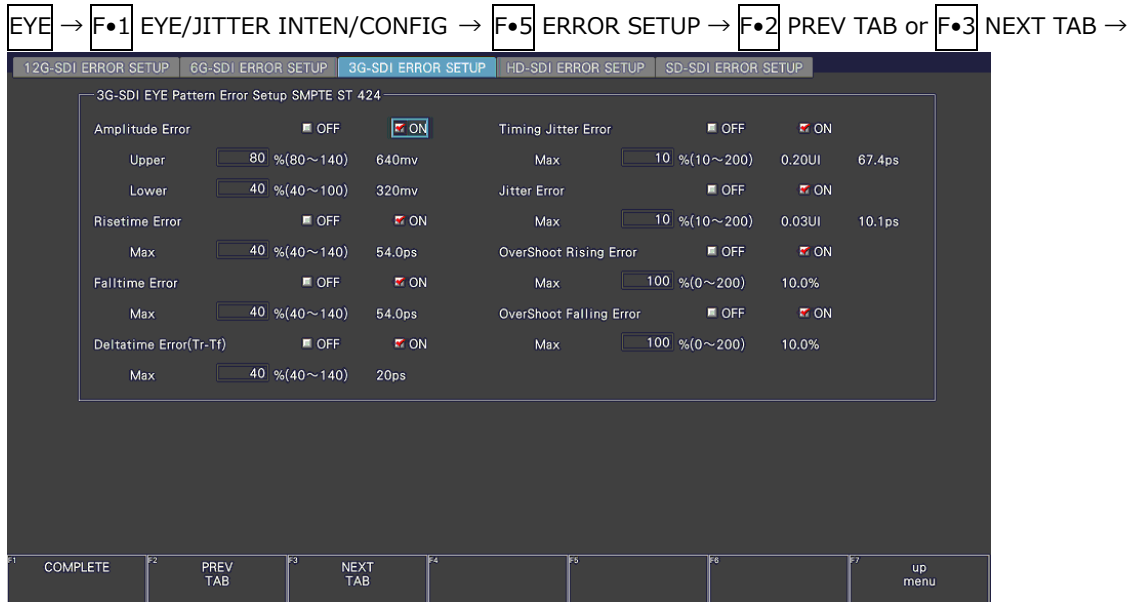 EYE → F•1 EYE/JITTER INTEN/CONFIG → F•5 ERROR SETUP → F•2 PREV TAB or F•3 NEXT TAB →
12G-SDI ERROR SETUP 6G-SDI ERROR SETUP 3G-SDI ERROR SETUP HD-SDI ERROR SETUP SD-SDI ERROR SETUP
3G-SDI EYE Pattern Error Setup SMPTE ST 424
Amplitude Error OFF ON
Upper 80 %(80～140) 640mv
Lower 40 %(40～100) 320mv
Risetime Error OFF ON
Max 40 %(40～140) 54.0ps
Falltime Error OFF ON
Max 40 %(40～140) 54.0ps
Deltatime Error(Tr-Tf) OFF ON
Max 40 %(40～140) 20ps
Timing Jitter Error OFF ON
Max 10 %(10～200) 0.20UI 67.4ps
Jitter Error OFF ON
Max 10 %(10～200) 0.03UI 10.1ps
OverShoot Rising Error OFF ON
Max 100 %(0～200) 10.0%
OverShoot Falling Error OFF ON
Max 100 %(0～200) 10.0%
F1 COMPLETE F2 PREV TAB F3 NEXT TAB F4 F5 F6 F7 up menu